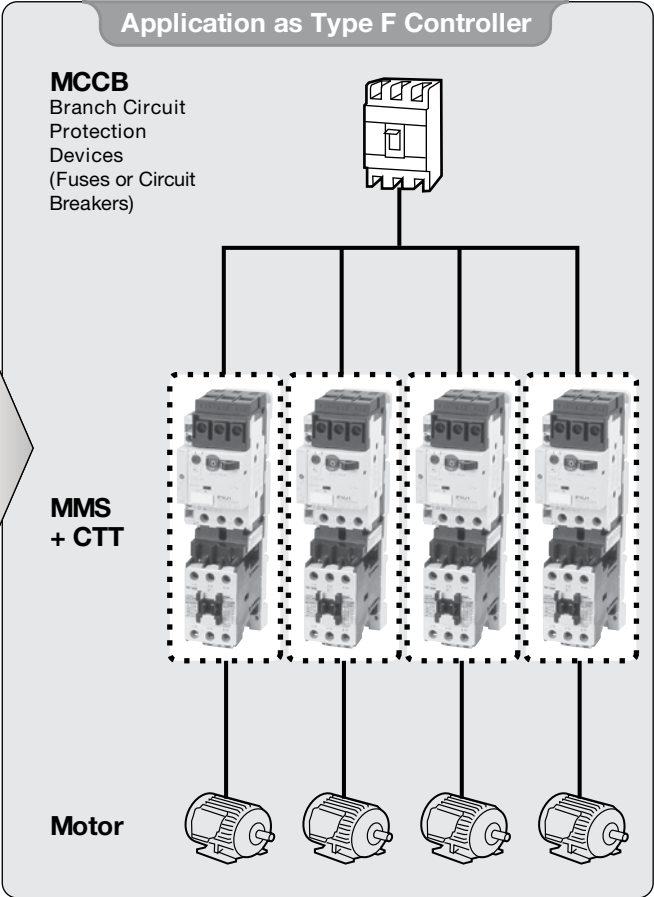 Application as Type F Controller
MCCB
Branch Circuit
Protection
Devices
(Fuses or Circuit
Breakers)
MMS
+ CTT
Motor